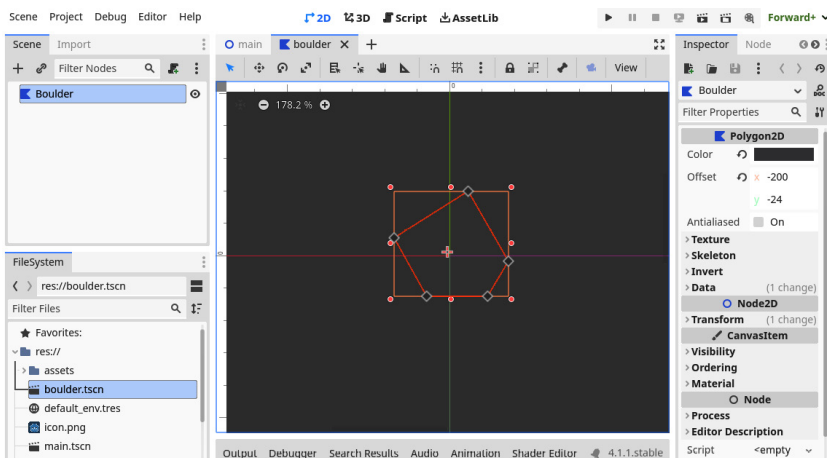 Scene Project Debug Editor Help 2D 3D Script AssetLib Forward+
Scene Import
Filter Nodes
Boulder
main boulder
View
0
178.2 %
0
Inspector Node
Boulder
Filter Properties
Polygon2D
Color
Offset x -200
y -24
Antialiased On
Texture
Skeleton
Invert
Data (1 change)
Node2D
Transform (1 change)
CanvasItem
Visibility
Ordering
Material
Node
Process
Editor Description
Script <empty
FileSystem
res://boulder.tscn
Filter Files
Favorites:
res://
assets
boulder.tscn
default_env.tres
icon.png
main.tscn
Output Debugger Search Results Audio Animation Shader Editor 4.1.1.stable